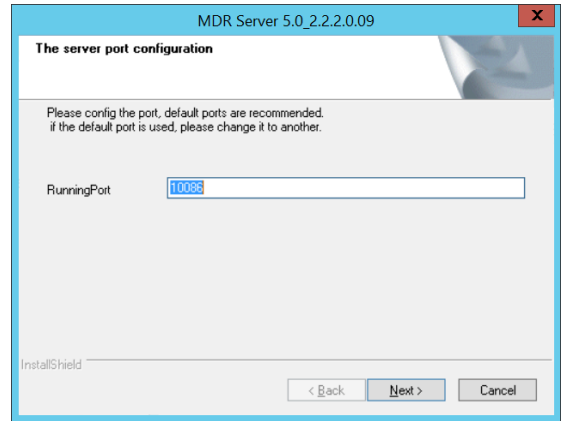 MDR Server 5.0_2.2.2.0.09
X
The server port configuration
Please config the port, default ports are recommended.
if the default port is used, please change it to another.
RunningPort 10086
InstallShield
< Back Next > Cancel